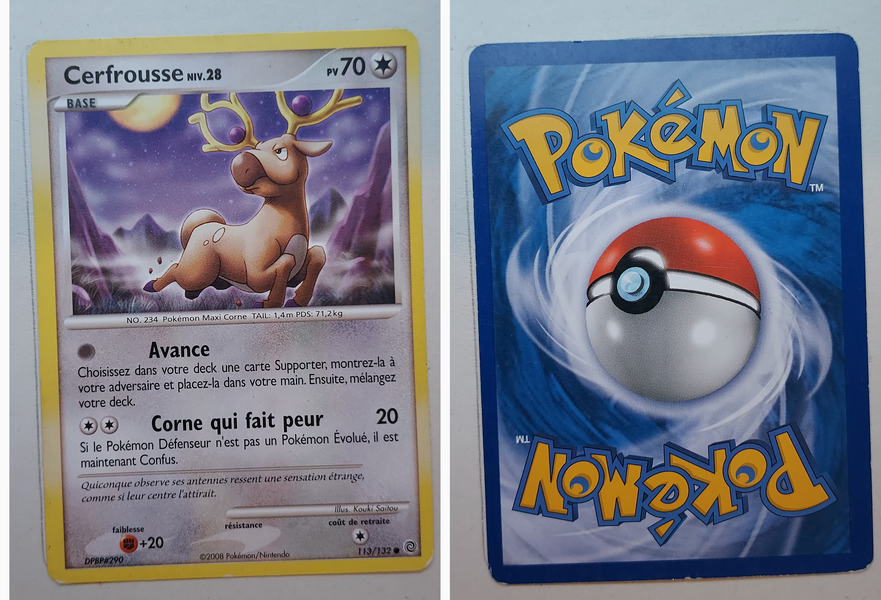 Cerfrousse NIV.28 PV 70
BASE
NO. 234 Pokémon Maxi Corne TAIL: 1,4m PDS: 71,2kg
Avance
Choisissez dans votre deck une carte Supporter, montrez-la à
votre adversaire et placez-la dans votre main. Ensuite, mélangez
votre deck.
Corne qui fait peur 20
Si le Pokémon Défenseur n'est pas un Pokémon Évolué, il est
maintenant Confus.
Quiconque observe ses antennes ressent une sensation étrange,
comme si leur centre l'attirait.
Illus. Kouki Saitou
faiblesse résistance coût de retraite
+20
DPBP#290 ©2008 Pokémon/Nintendo 113/132
POKéMON TM
POKéMON TM